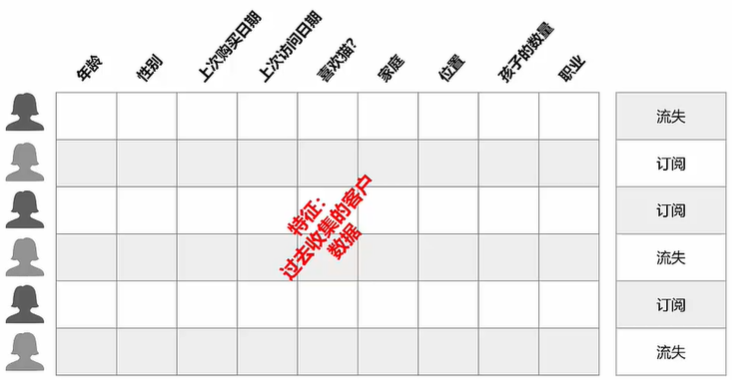 年龄
性别
上次购买日期
上次访问日期
喜欢猫?
家庭
位置
孩子的数量
职业
流失
订阅
订阅
流失
订阅
流失
特征：
过去收集的客户
数据